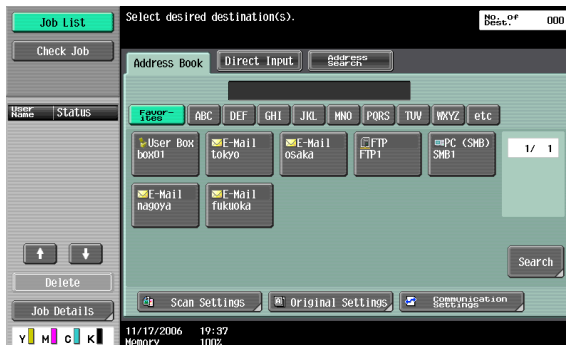 Job List
Check Job
User Name
Status
Delete
Job Details
Y M C K
Select desired destination(s).
No. of Dest. 000
Address Book
Direct Input
Address Search
Favor-ites
ABC
DEF
GHI
JKL
MNO
PQRS
TUV
WXYZ
etc
User Box
box01
E-Mail
tokyo
E-Mail
osaka
FTP
FTP1
PC (SMB)
SMB1
1/ 1
E-Mail
nagoya
E-Mail
fukuoka
Search
Scan Settings
Original Settings
Communication Settings
11/17/2006 19:37
Memory 100%